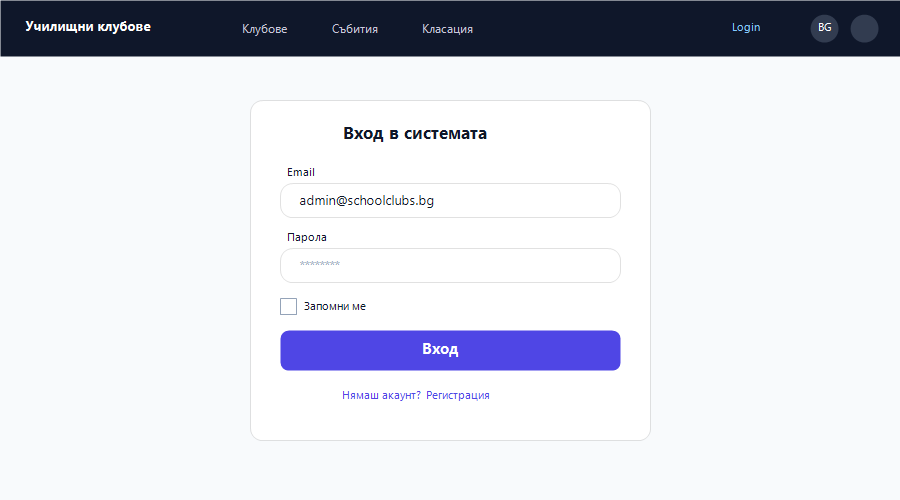 Училищни клубове Клубове Събития Класация Login BG
Вход в системата
Email
admin@schoolclubs.bg
Парола
********
Запомни ме
Вход
Нямаш акаунт? Регистрация